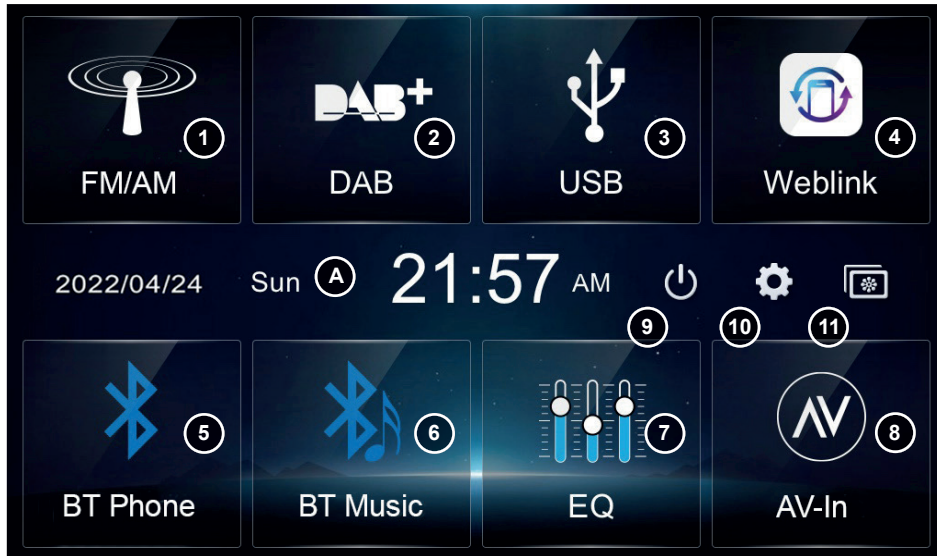 DAB+
1 2 3 4
FM/AM DAB USB Weblink
2022/04/24 Sun A 21:57 AM
9 10 11
5 6 7 8
BT Phone BT Music EQ AV-In
AV